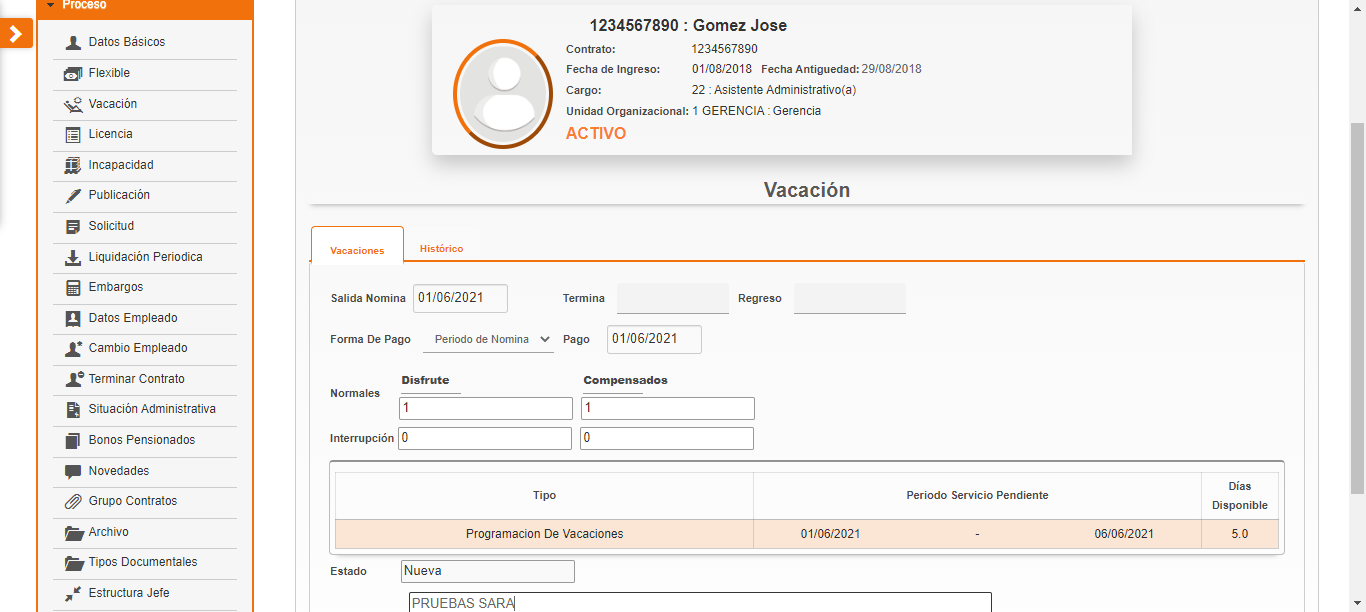 Proceso
Datos Básicos
Flexible
Vacación
Licencia
Incapacidad
Publicación
Solicitud
Liquidación Periodica
Embargos
Datos Empleado
Cambio Empleado
Terminar Contrato
Situación Administrativa
Bonos Pensionados
Novedades
Grupo Contratos
Archivo
Tipos Documentales
Estructura Jefe
1234567890 : Gomez Jose
Contrato: 1234567890
Fecha de Ingreso: 01/08/2018 Fecha Antiguedad: 29/08/2018
Cargo: 22 : Asistente Administrativo(a)
Unidad Organizacional: 1 GERENCIA : Gerencia
ACTIVO
Vacación
Vacaciones Histórico
Salida Nomina 01/06/2021 Termina Regreso
Forma De Pago Periodo de Nomina Pago 01/06/2021
Disfrute Compensados
Normales 1 1
Interrupción 0 0
Tipo Periodo Servicio Pendiente Días Disponible
Programacion De Vacaciones 01/06/2021 - 06/06/2021 5.0
Estado Nueva
PRUEBAS SARA